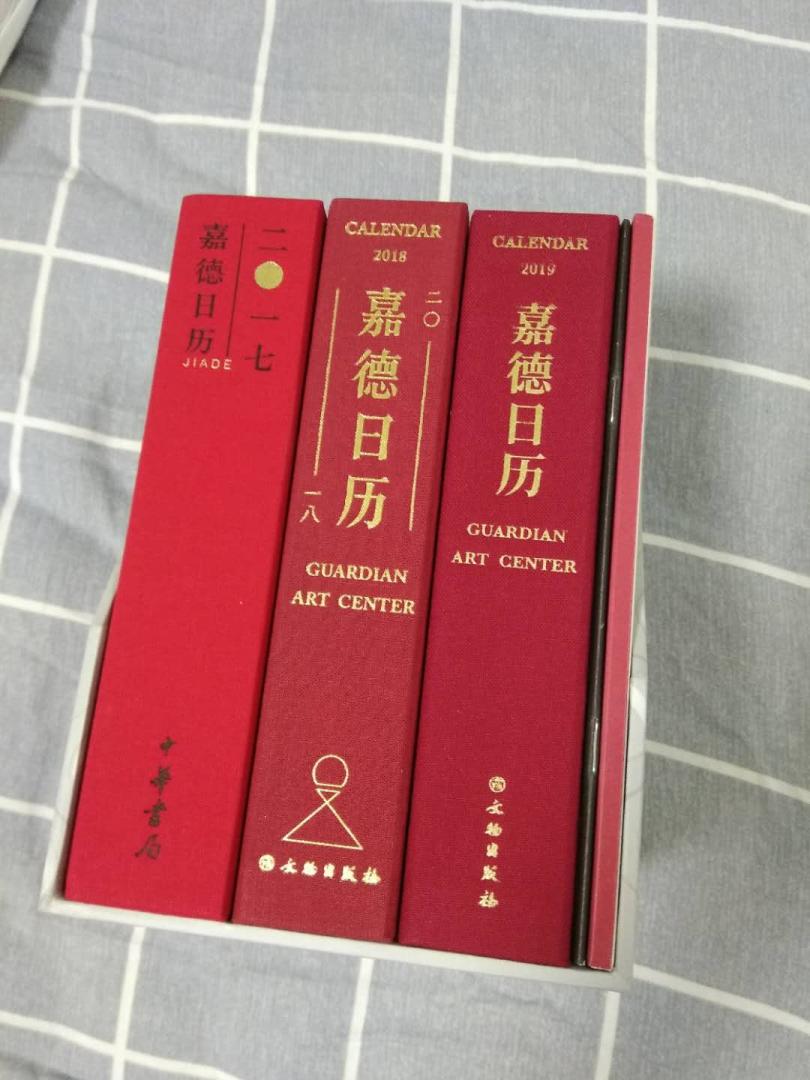 二〇一七
嘉德日历
JIADE
中華書局
CALENDAR
2018
二〇
嘉德日历
一八
GUARDIAN
ART CENTER
文物出版社
CALENDAR
2019
嘉德日历
GUARDIAN
ART CENTER
文物出版社